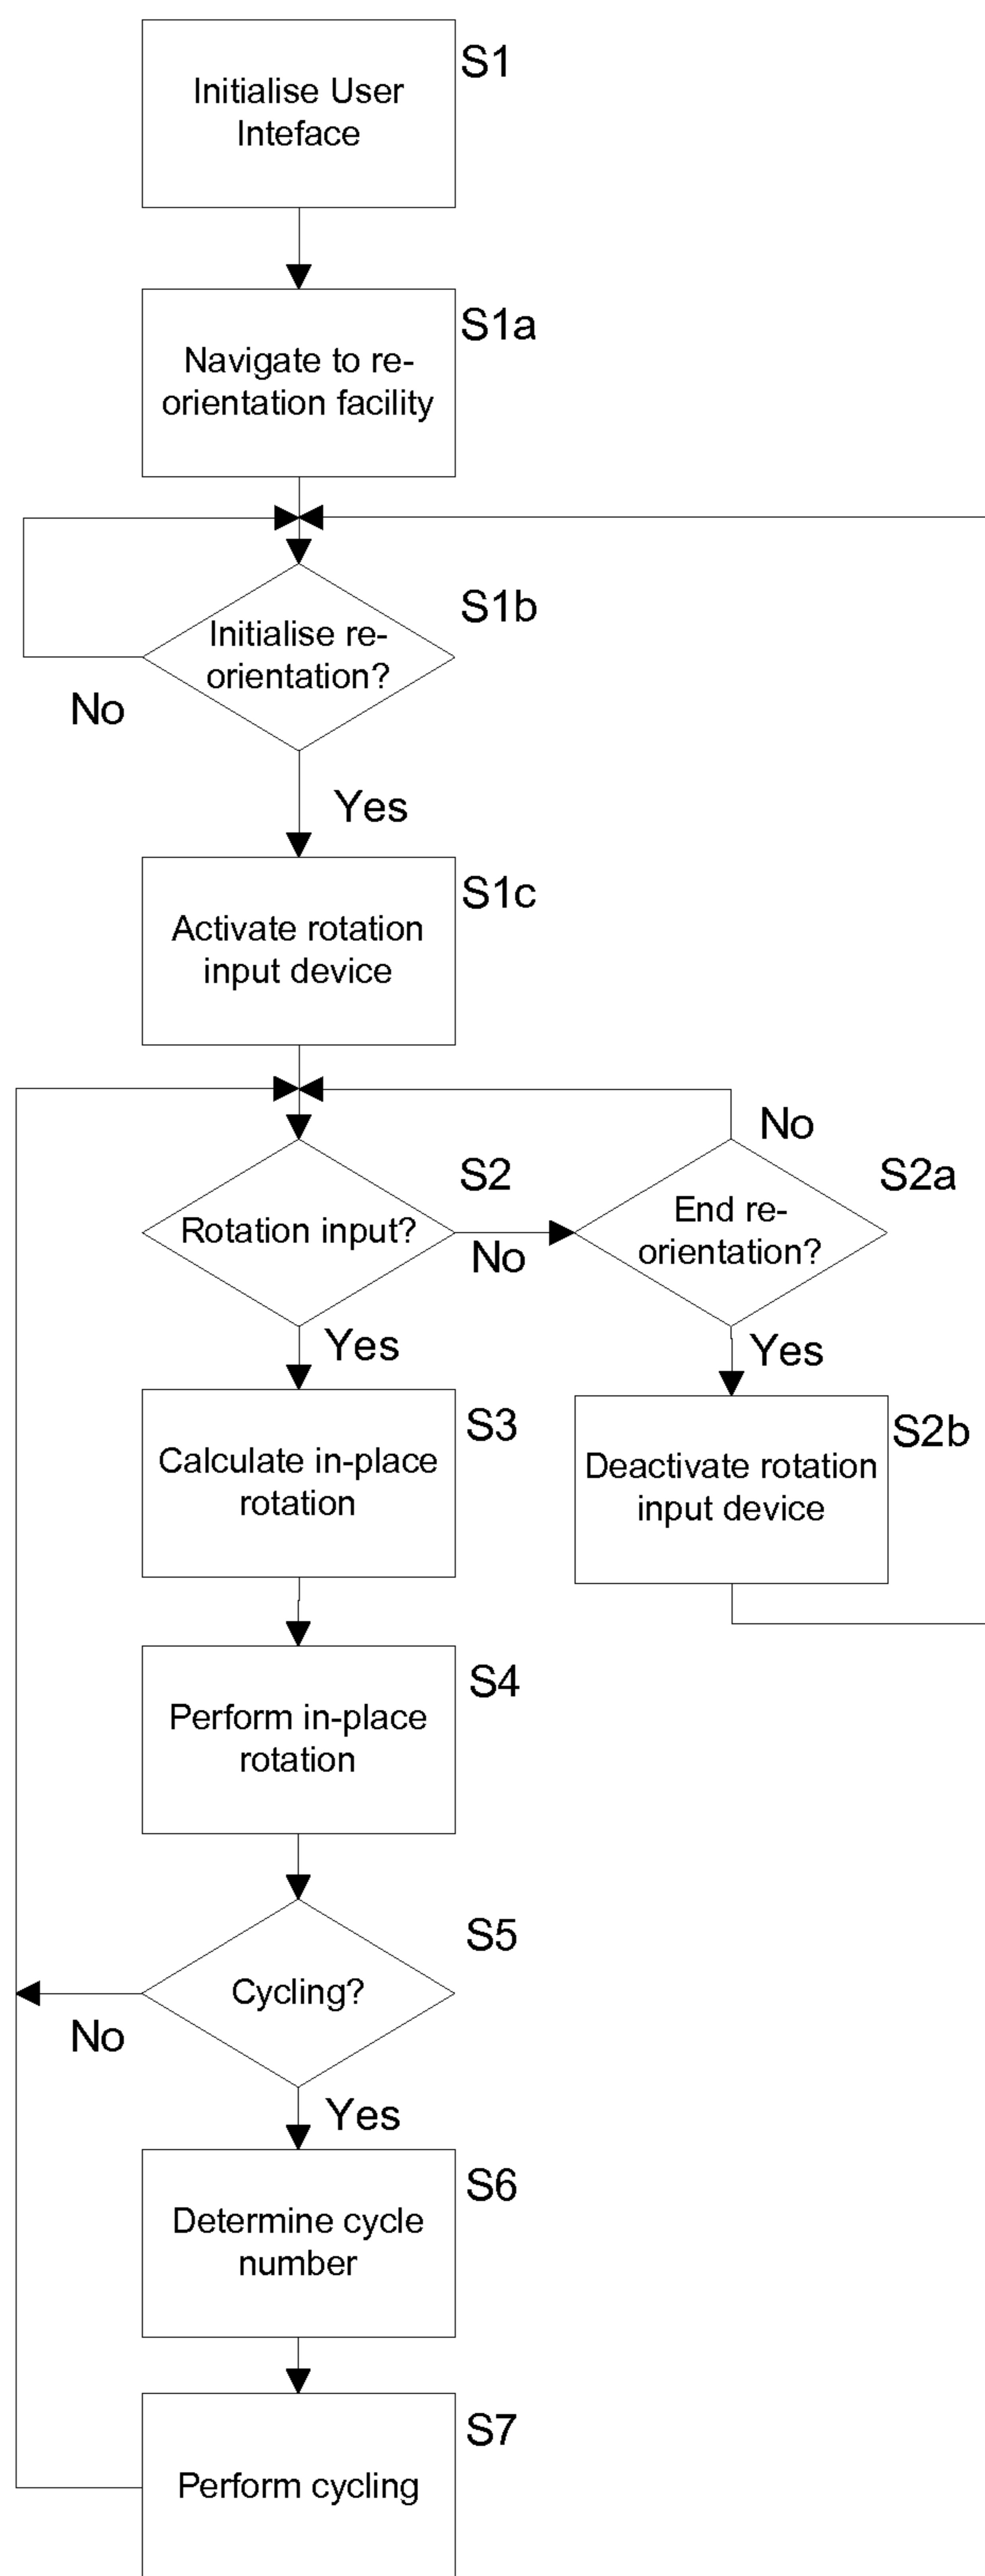 S1
Initialise User
Inteface
S1a
Navigate to re-
orientation facility
S1b
Initialise re-
orientation?
No
Yes
S1c
Activate rotation
input device
No
S2
S2a
Rotation input?
End re-
orientation?
No
Yes
Yes
S3
Calculate in-place
rotation
S2b
Deactivate rotation
input device
S4
Perform in-place
rotation
S5
Cycling?
No
Yes
S6
Determine cycle
number
S7
Perform cycling